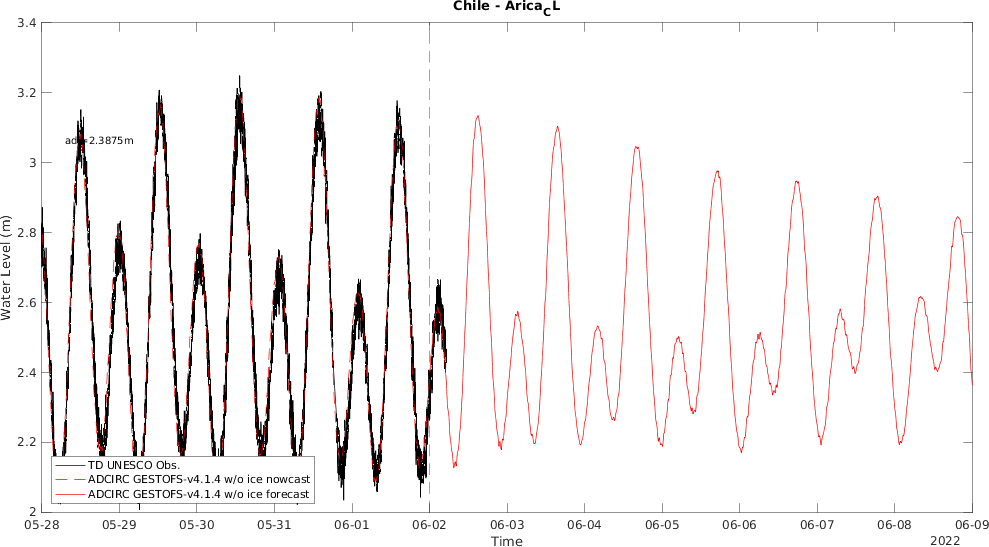 Chile - Arica_CL
3.4
3.2
3
2.8
2.6
2.4
2.2
2
Water Level (m)
adj=2.3875m
TD UNESCO Obs.
ADCIRC GESTOFS-v4.1.4 w/o ice nowcast
ADCIRC GESTOFS-v4.1.4 w/o ice forecast
05-28 05-29 05-30 05-31 06-01 06-02 06-03 06-04 06-05 06-06 06-07 06-08 06-09
Time
2022